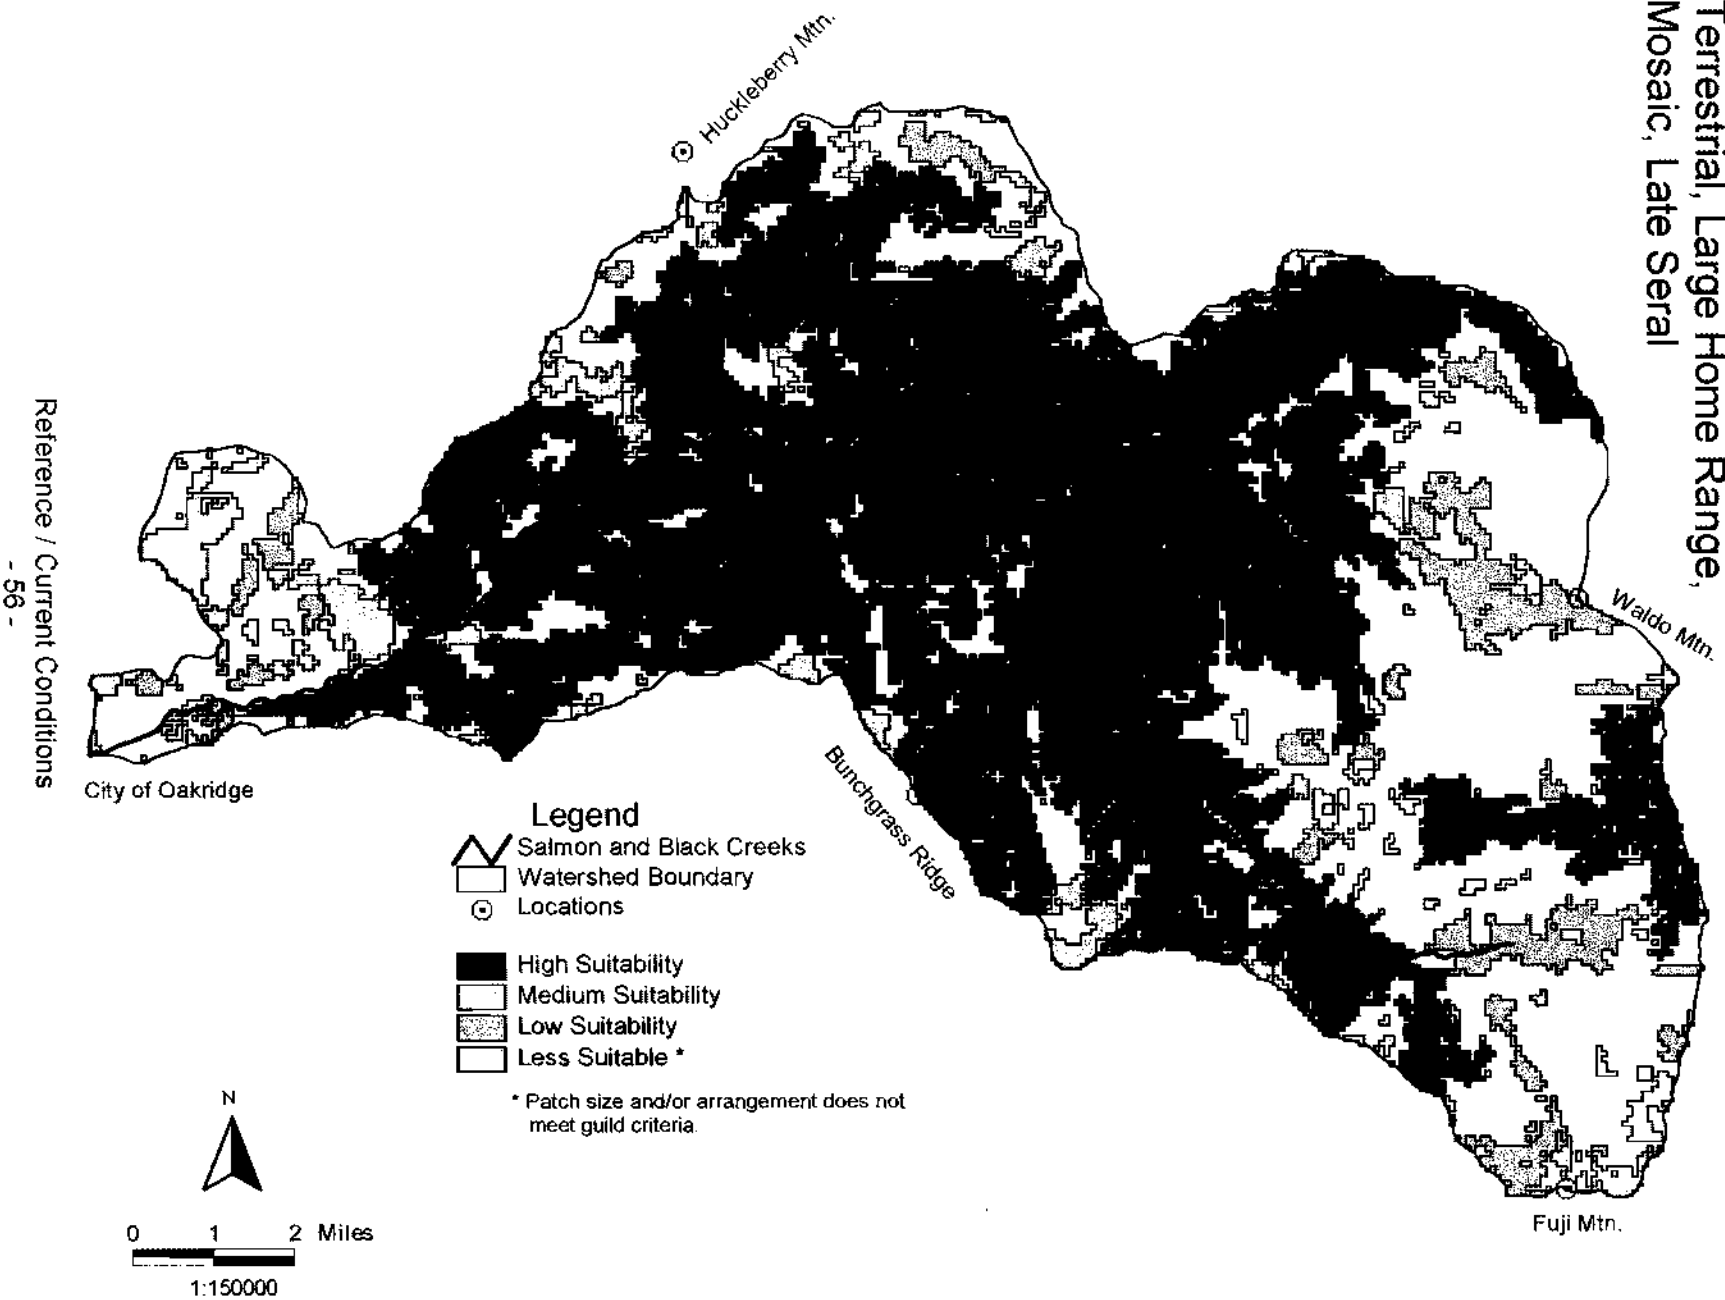 Terrestrial, Large Home Range,
Mosaic, Late Seral
Huckleberry Mtn.
Waldo Mtn.
Bunchgrass Ridge
City of Oakridge
Fuji Mtn.
Legend
Salmon and Black Creeks
Watershed Boundary
Locations
High Suitability
Medium Suitability
Low Suitability
Less Suitable *
* Patch size and/or arrangement does not
meet guild criteria.
N
0 1 2 Miles
1:150000
Reference / Current Conditions
- 56 -